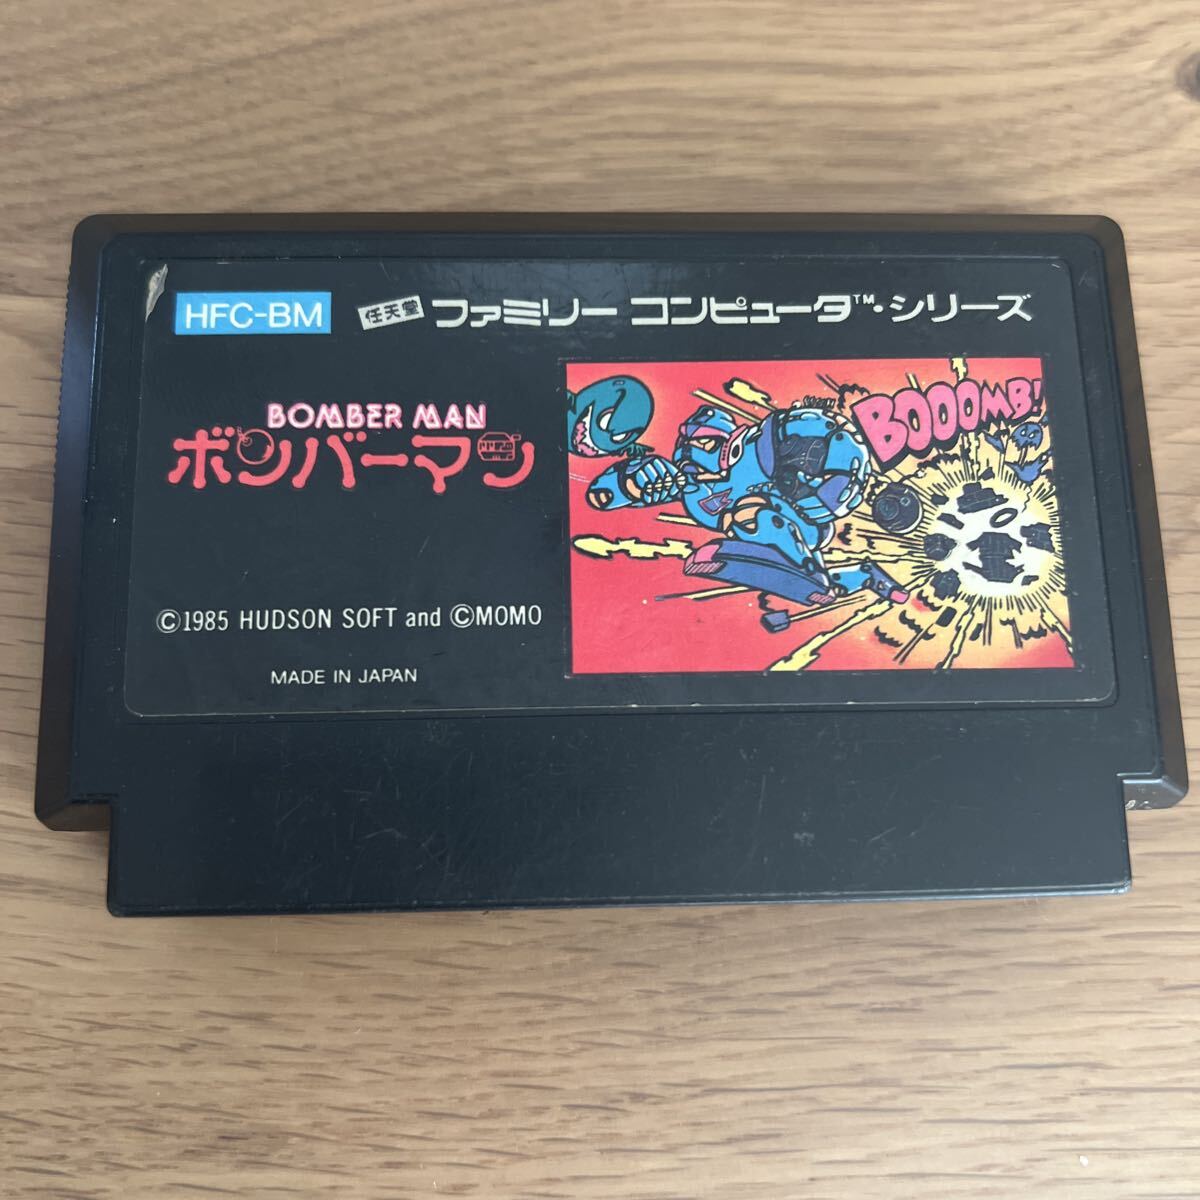 HFC-BM
任天堂 ファミリー コンピュータ™・シリーズ
BOMBER MAN
ボンバーマン
BOOOMB!
©1985 HUDSON SOFT and ©MOMO
MADE IN JAPAN